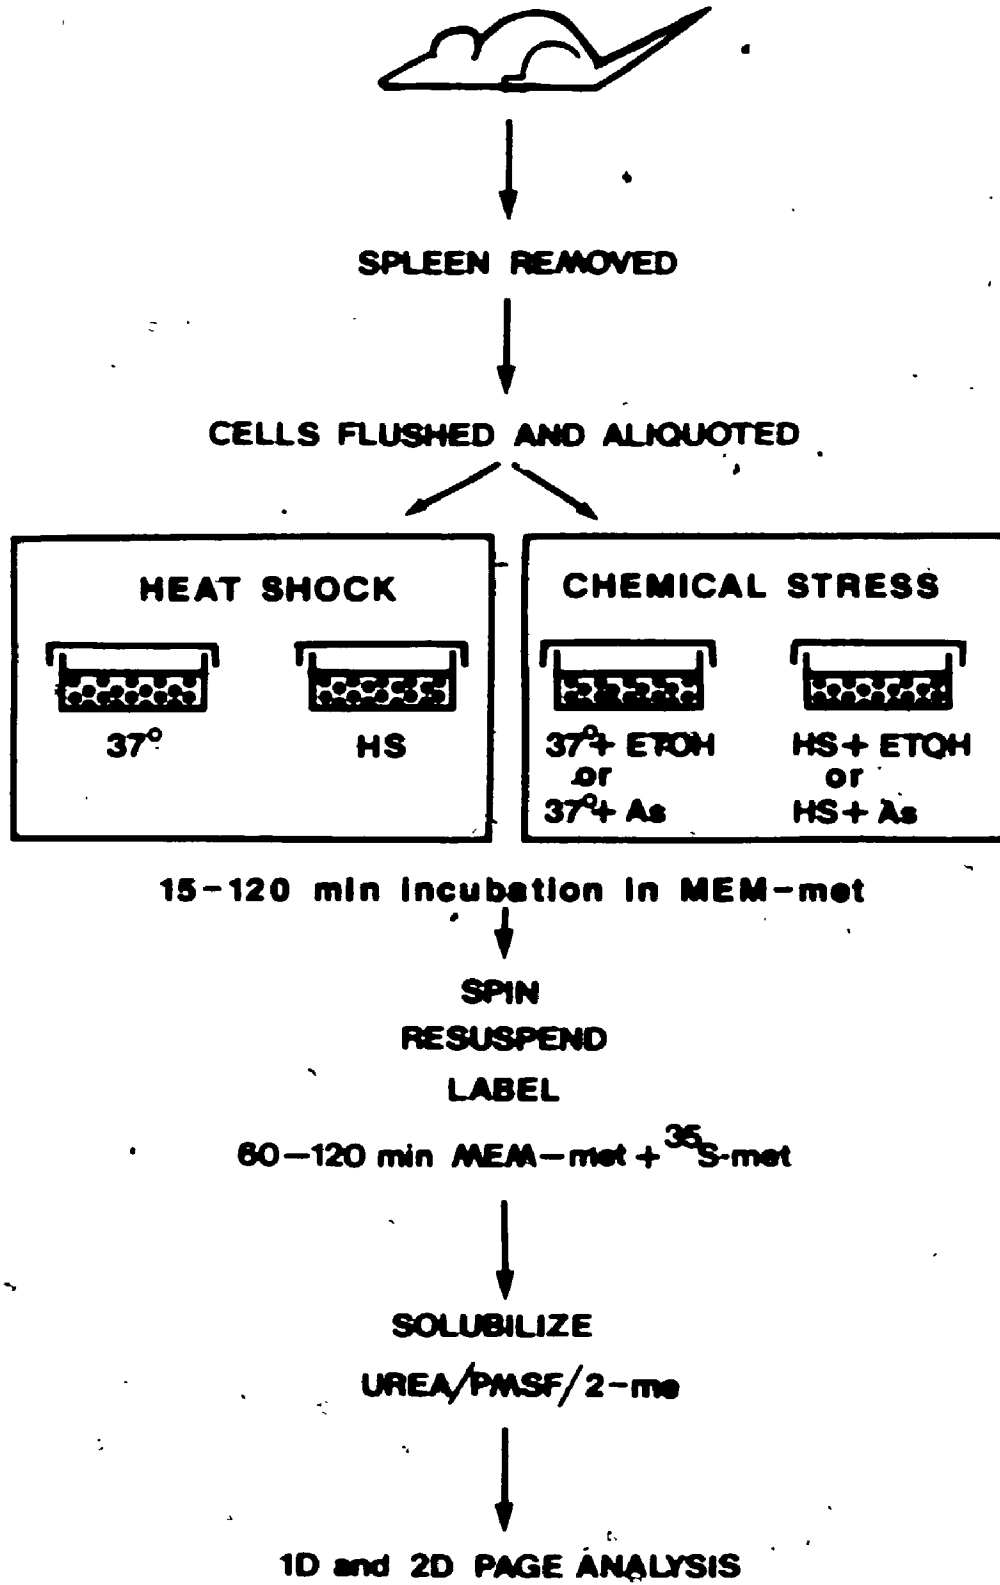 SPLEEN REMOVED
CELLS FLUSHED AND ALIQUOTED
HEAT SHOCK
37° HS
CHEMICAL STRESS
37°+ ETOH HS+ ETOH
or or
37°+ As HS+ As
15-120 min incubation in MEM-met
SPIN
RESUSPEND
LABEL
60-120 min MEM-met + 35S-met
SOLUBILIZE
UREA/PMSF/2-me
1D and 2D PAGE ANALYSIS